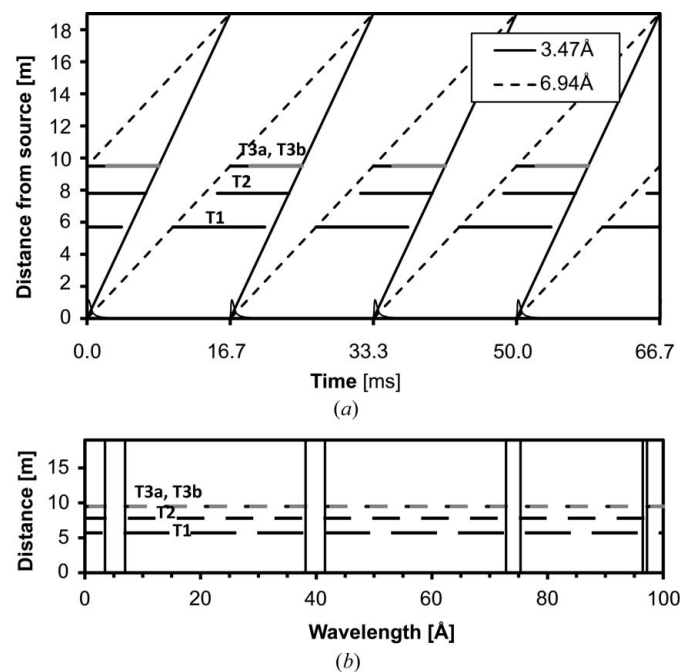 18
16
14
12
10
8
6
4
2
0
Distance from source [m]
3.47Å
6.94Å
T3a, T3b
T2
T1
0.0 16.7 33.3 50.0 66.7
Time [ms]
(a)
15
10
5
0
Distance [m]
T3a, T3b
T2
T1
0 20 40 60 80 100
Wavelength [Å]
(b)